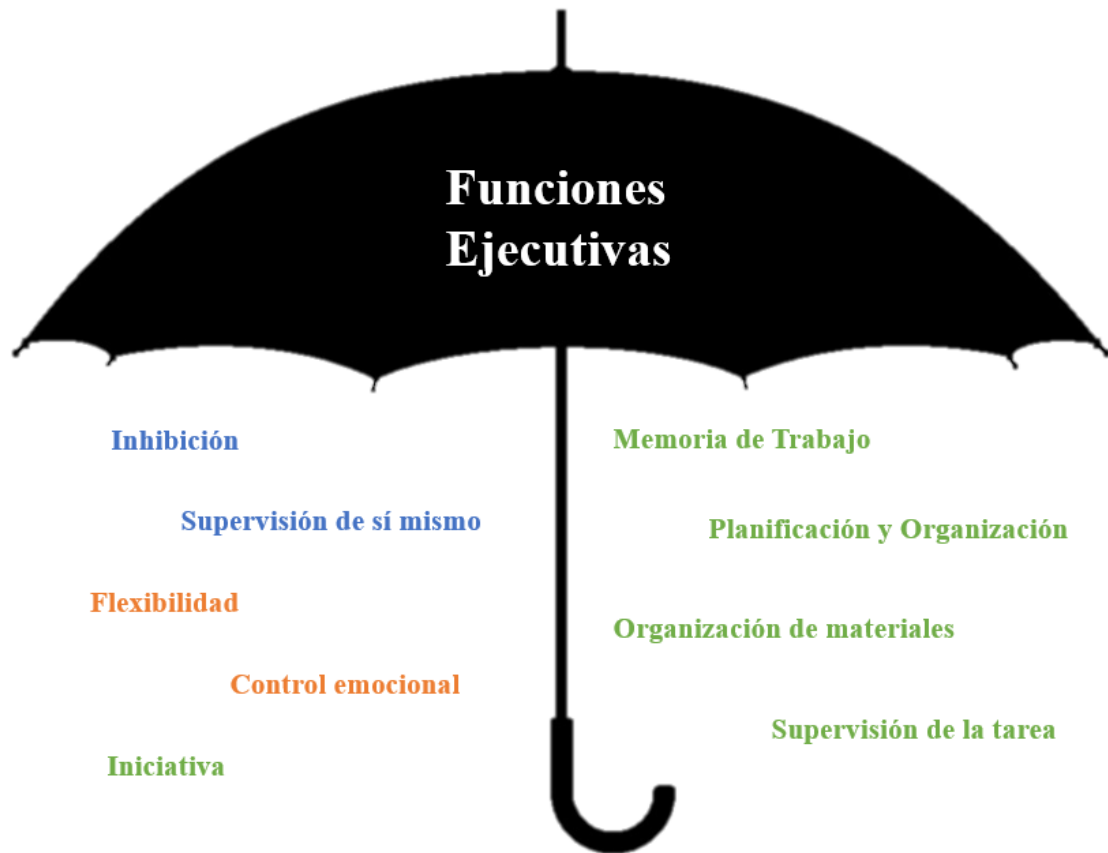 Funciones
Ejecutivas
Inhibición
Supervisión de sí mismo
Flexibilidad
Control emocional
Iniciativa
Memoria de Trabajo
Planificación y Organización
Organización de materiales
Supervisión de la tarea